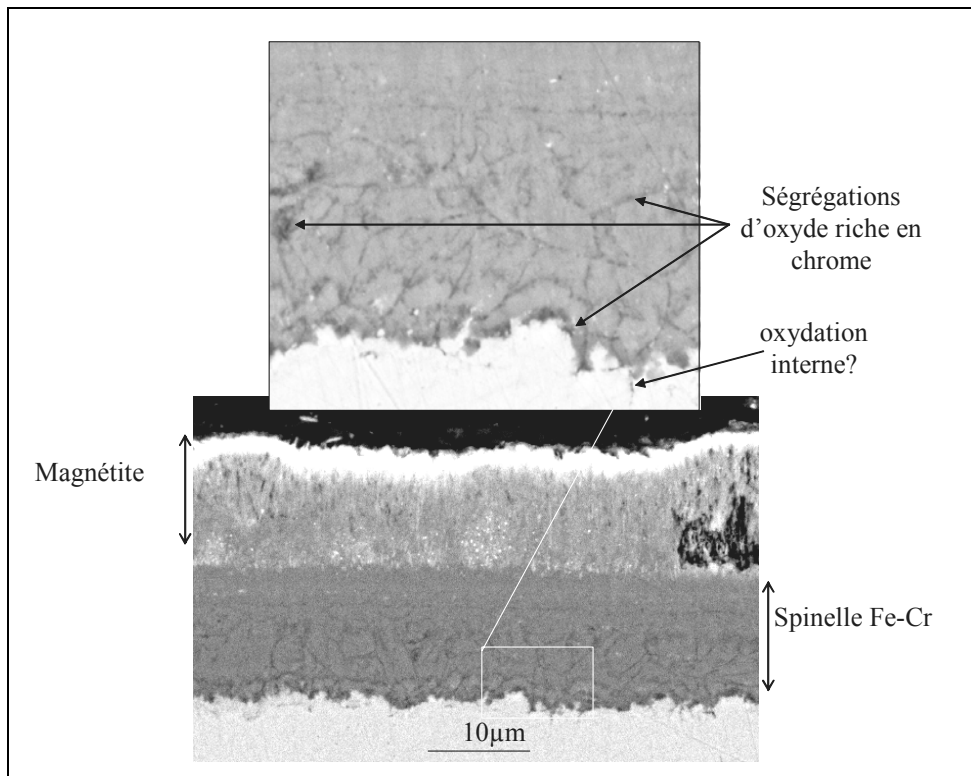 Ségrégations
d’oxyde riche en
chrome
oxydation
interne?
Magnétite
Spinelle Fe-Cr
10µm